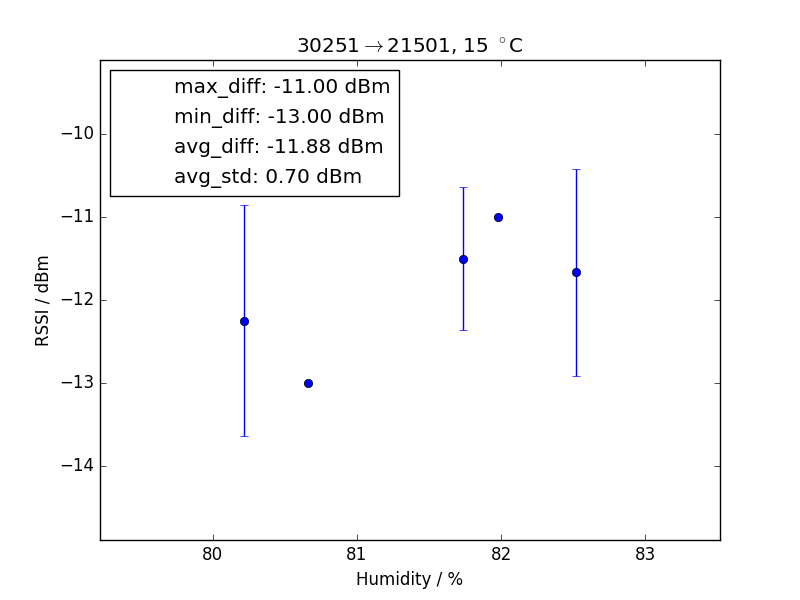 30251→21501, 15 °C
max_diff: -11.00 dBm
min_diff: -13.00 dBm
avg_diff: -11.88 dBm
avg_std: 0.70 dBm
RSSI / dBm
−10
−11
−12
−13
−14
80 81 82 83
Humidity / %